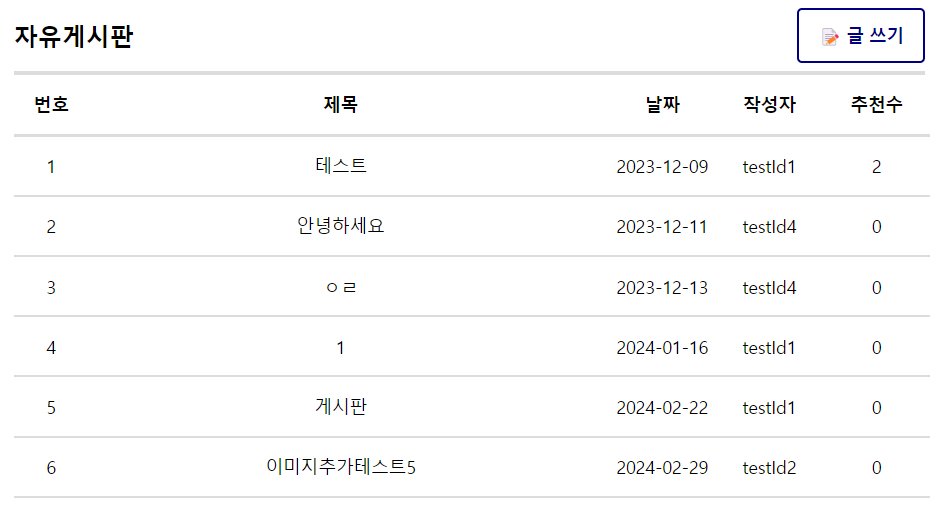 자유게시판
📝 글 쓰기
번호 제목 날짜 작성자 추천수
1 테스트 2023-12-09 testId1 2
2 안녕하세요 2023-12-11 testId4 0
3 ㅇㄹ 2023-12-13 testId4 0
4 1 2024-01-16 testId1 0
5 게시판 2024-02-22 testId1 0
6 이미지추가테스트5 2024-02-29 testId2 0